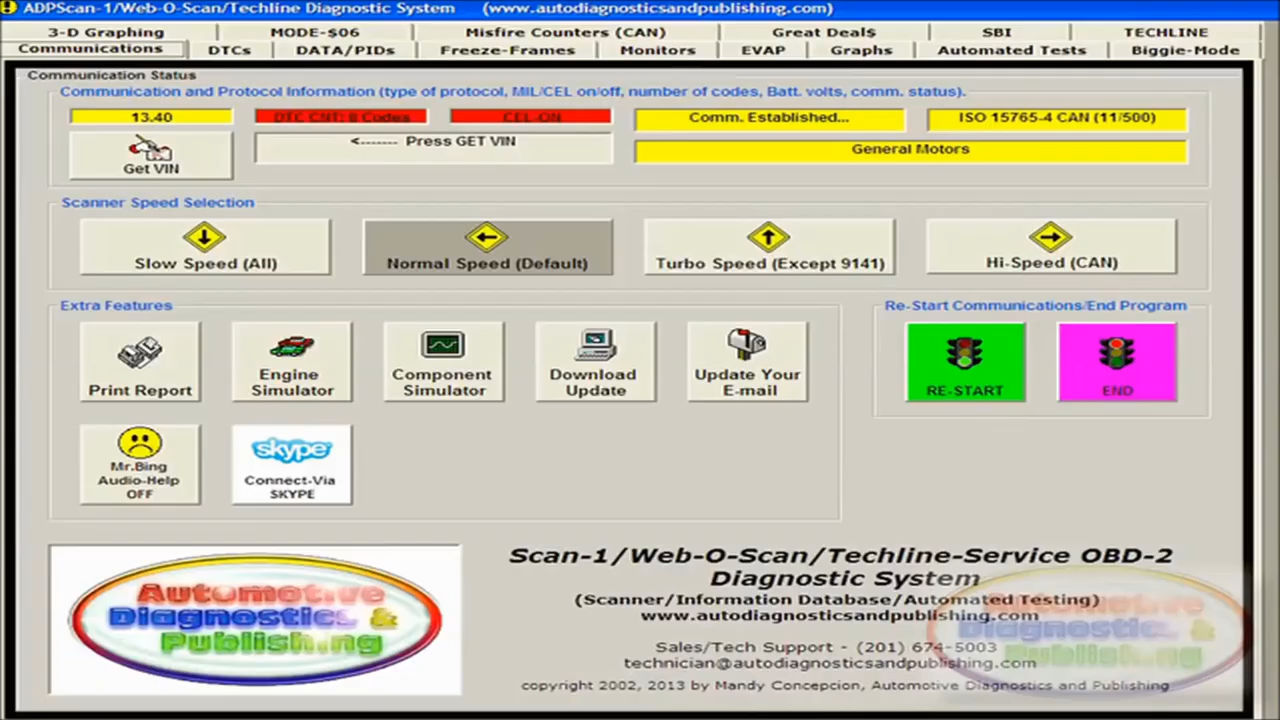 ADPScan-1/Web-O-Scan/Techline Diagnostic System (www.autodiagnosticsandpublishing.com)
3-D Graphing MODE-$06 Misfire Counters (CAN) Great Deal$ SBI TECHLINE
Communications DTCs DATA/PIDs Freeze-Frames Monitors EVAP Graphs Automated Tests Biggie-Mode
Communication Status
Communication and Protocol Information (type of protocol, MIL/CEL on/off, number of codes, Batt. volts, comm. status).
13.40 DTC CNT: 8 Codes CEL-ON Comm. Established... ISO 15765-4 CAN (11/500)
Get VIN <------- Press GET VIN General Motors
Scanner Speed Selection
Slow Speed (All) Normal Speed (Default) Turbo Speed (Except 9141) Hi-Speed (CAN)
Extra Features Re-Start Communications/End Program
Print Report Engine Simulator Component Simulator Download Update Update Your E-mail RE-START END
Mr.Bing
Audio-Help
OFF
skype
Connect-Via
SKYPE
Automotive
Diagnostics &
Publishing
Scan-1/Web-O-Scan/Techline-Service OBD-2
Diagnostic System
(Scanner/Information Database/Automated Testing)
www.autodiagnosticsandpublishing.com
Sales/Tech Support - (201) 674-5003
technician@autodiagnosticsandpublishing.com
copyright 2002, 2013 by Mandy Concepcion, Automotive Diagnostics and Publishing
Automotive
Diagnostics &
Publishing